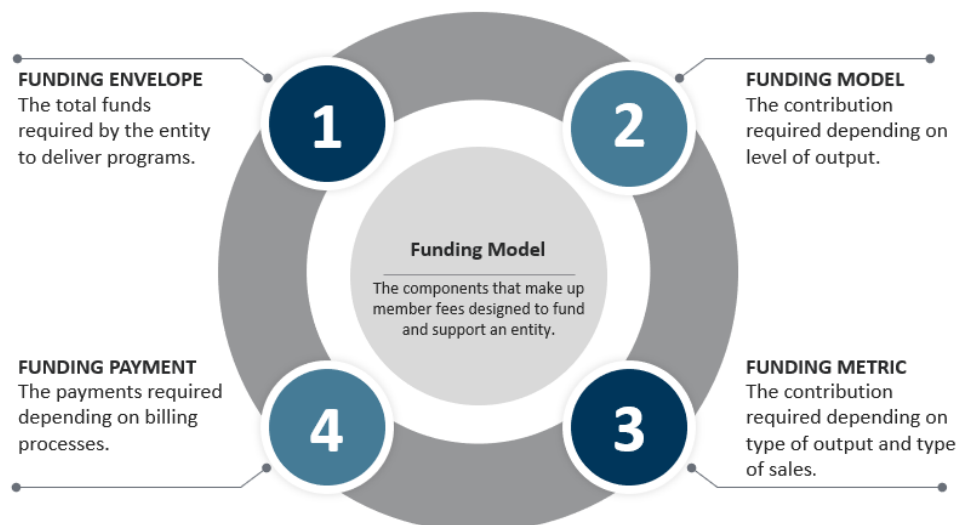 FUNDING ENVELOPE
The total funds
required by the entity
to deliver programs.
1
2
FUNDING MODEL
The contribution
required depending on
level of output.
Funding Model
The components that make up
member fees designed to fund
and support an entity.
FUNDING PAYMENT
The payments required
depending on billing
processes.
4
3
FUNDING METRIC
The contribution
required depending on
type of output and type
of sales.